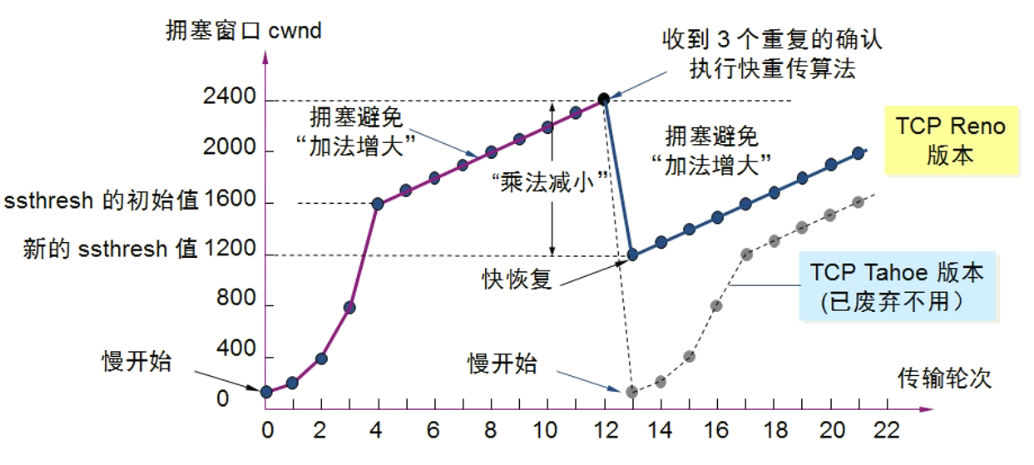 拥塞窗口 cwnd
收到 3 个重复的确认
执行快重传算法
2400
拥塞避免
“加法增大”
拥塞避免
“加法增大”
TCP Reno
版本
2000
“乘法减小”
ssthresh 的初始值 1600
新的 ssthresh 值 1200
快恢复
TCP Tahoe 版本
(已废弃不用）
800
慢开始
400
慢开始
传输轮次
0
0 2 4 6 8 10 12 14 16 18 20 22